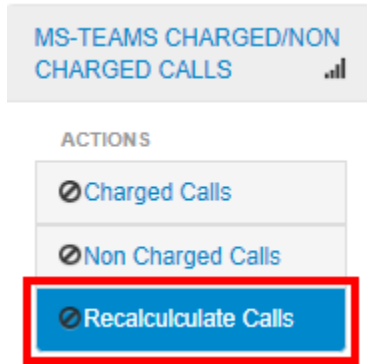 MS-TEAMS CHARGED/NON
CHARGED CALLS
ACTIONS
Charged Calls
Non Charged Calls
Recalculculate Calls